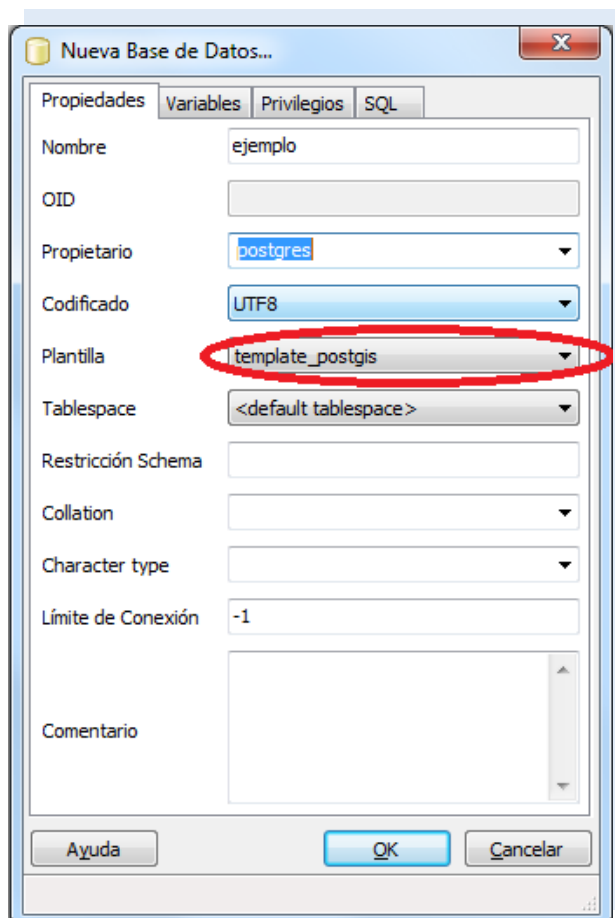 Nueva Base de Datos...
Propiedades Variables Privilegios SQL
Nombre ejemplo
OID
Propietario postgres
Codificado UTF8
Plantilla template_postgis
Tablespace <default tablespace>
Restricción Schema
Collation
Character type
Límite de Conexión -1
Comentario
Ayuda OK Cancelar